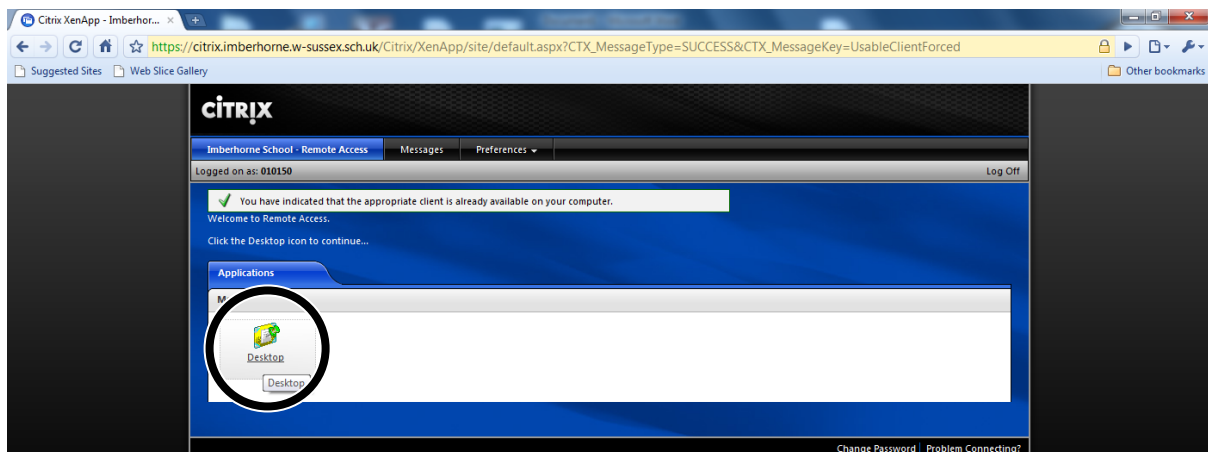 Citrix XenApp - Imberhor...
https://citrix.imberhorne.w-sussex.sch.uk/Citrix/XenApp/site/default.aspx?CTX_MessageType=SUCCESS&CTX_MessageKey=UsableClientForced
Suggested Sites Web Slice Gallery Other bookmarks
CITRIX
Imberhorne School - Remote Access Messages Preferences
Logged on as: 010150 Log Off
You have indicated that the appropriate client is already available on your computer.
Welcome to Remote Access.
Click the Desktop icon to continue...
Applications
Desktop
Desktop
Change Password | Problem Connecting?